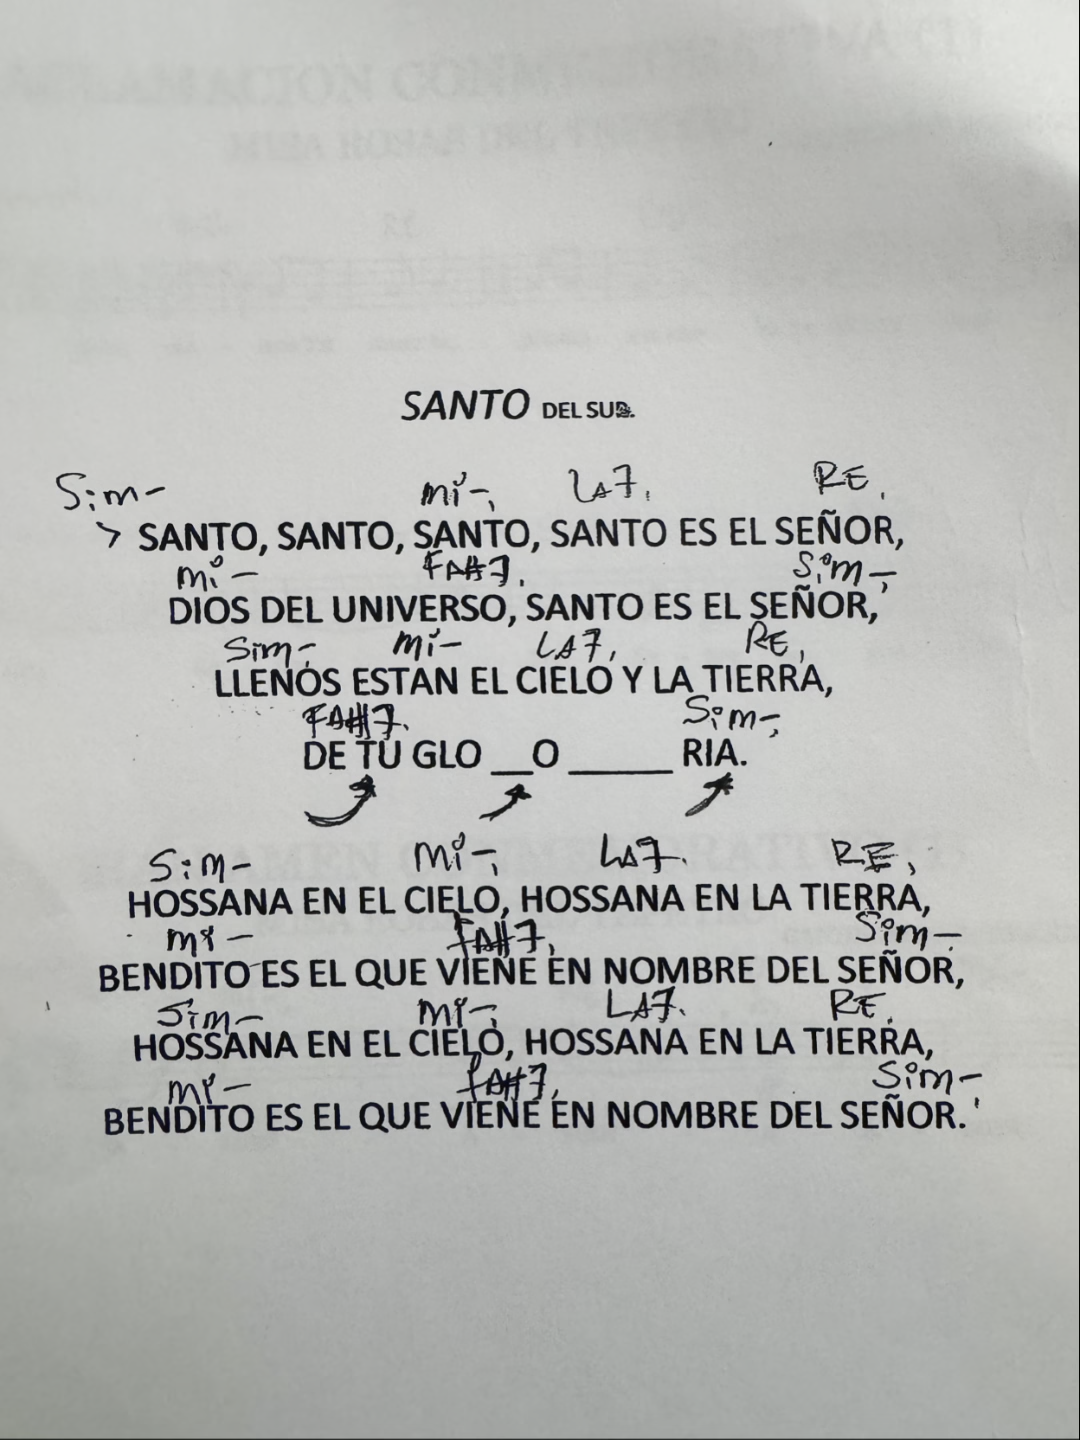 SANTO DEL SUR.
Sim- mi-, LA7, RE,
> SANTO, SANTO, SANTO, SANTO ES EL SEÑOR,
mi- FA#7, Sim-,
DIOS DEL UNIVERSO, SANTO ES EL SEÑOR,
Sim-, mi- LA7, RE,
LLENOS ESTAN EL CIELO Y LA TIERRA,
FA#7. Sim-,
DE TU GLO __O _____ RIA.
Sim- mi-, LA7. RE,
HOSSANA EN EL CIELO, HOSSANA EN LA TIERRA,
mi- FA#7, Sim-
BENDITO ES EL QUE VIENE EN NOMBRE DEL SEÑOR,
Sim- mi-, LA7. RE,
HOSSANA EN EL CIELO, HOSSANA EN LA TIERRA,
mi- FA#7, Sim-
BENDITO ES EL QUE VIENE EN NOMBRE DEL SEÑOR.